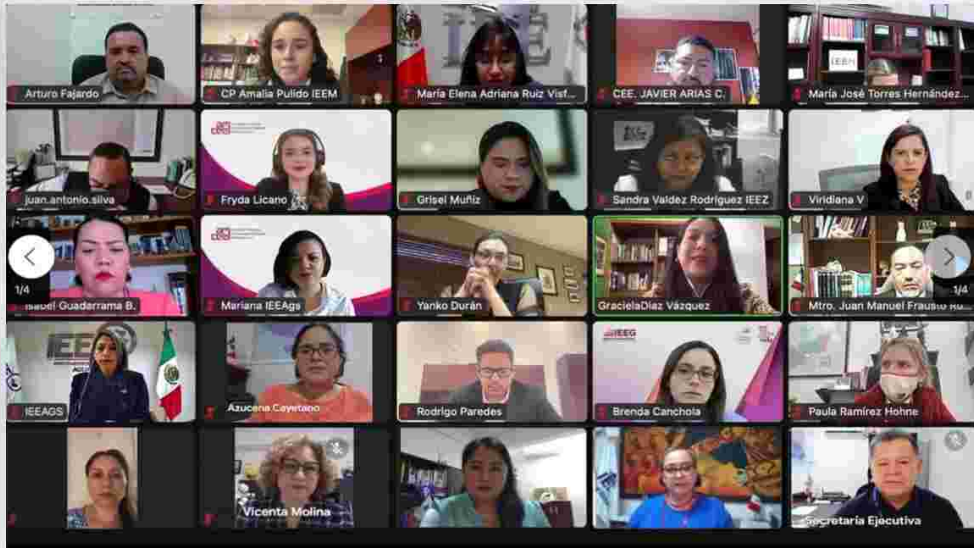 Arturo Fajardo
CP Amalia Pulido IEEM
María Elena Adriana Ruiz Visf...
CEE. JAVIER ARIAS C.
IEBN
María José Torres Hernández...
juan.antonio.silva
Fryda Licano
Grisel Muñiz
Sandra Valdez Rodríguez IEEZ
Viridiana V
1/4
Isabel Guadarrama B.
Mariana IEEAgs
Yanko Durán
GracielaDíaz Vázquez
Mtro. Juan Manuel Frausto Ru...
1/4
IEE
IEEAGS
Azucena Cayetano
Rodrigo Paredes
IEEG
Brenda Canchola
Paula Ramírez Hohne
Vicenta Molina
Secretaría Ejecutiva